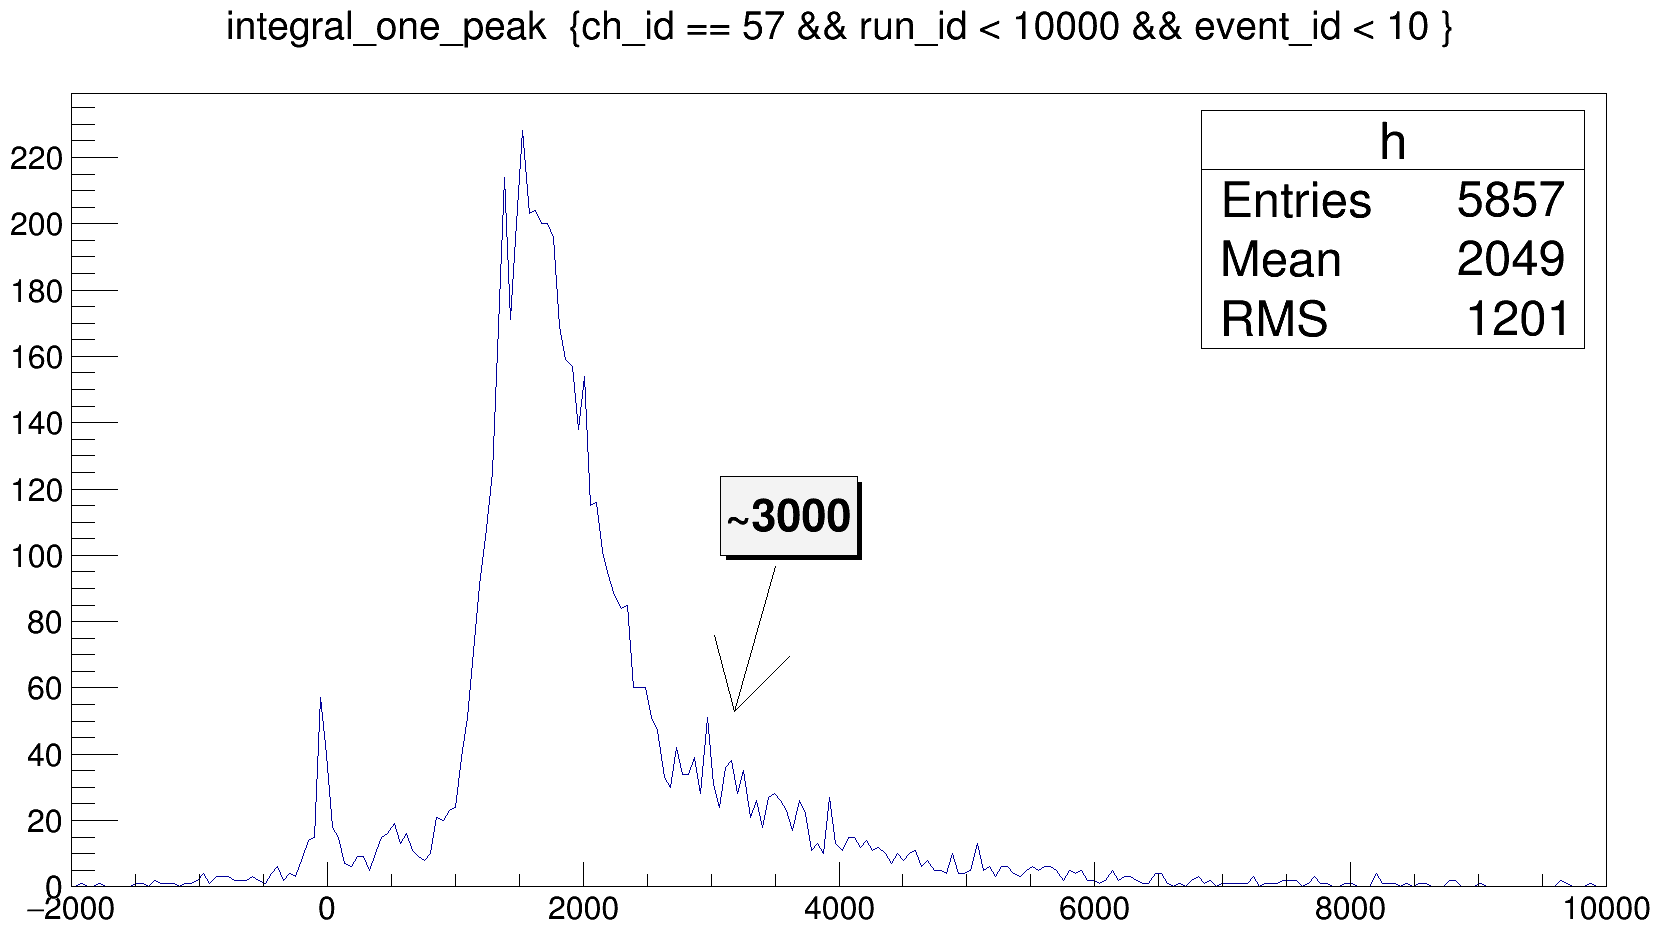 integral_one_peak {ch_id == 57 && run_id < 10000 && event_id < 10 }
h
Entries 5857
Mean 2049
RMS 1201
220
200
180
160
140
120
100
80
60
40
20
0
~3000
−2000 0 2000 4000 6000 8000 10000